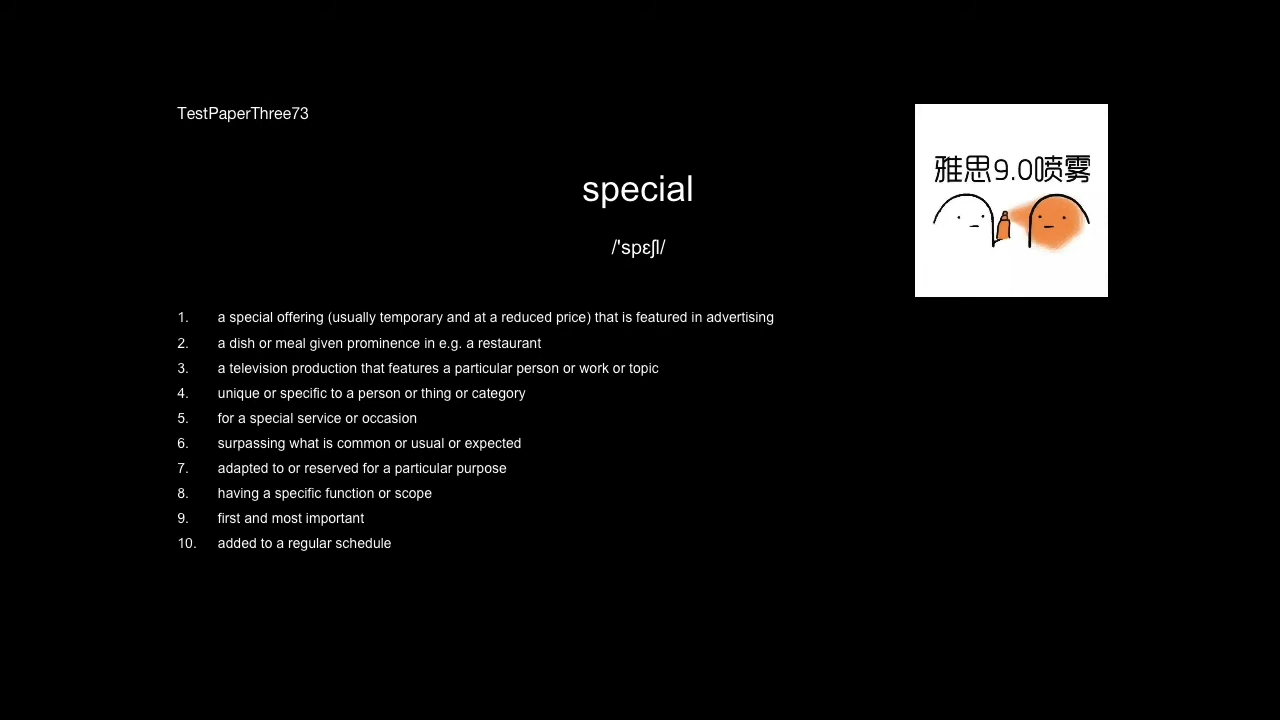 TestPaperThree73
雅思9.0喷雾
special
/'spɛʃl/
1. a special offering (usually temporary and at a reduced price) that is featured in advertising
2. a dish or meal given prominence in e.g. a restaurant
3. a television production that features a particular person or work or topic
4. unique or specific to a person or thing or category
5. for a special service or occasion
6. surpassing what is common or usual or expected
7. adapted to or reserved for a particular purpose
8. having a specific function or scope
9. first and most important
10. added to a regular schedule